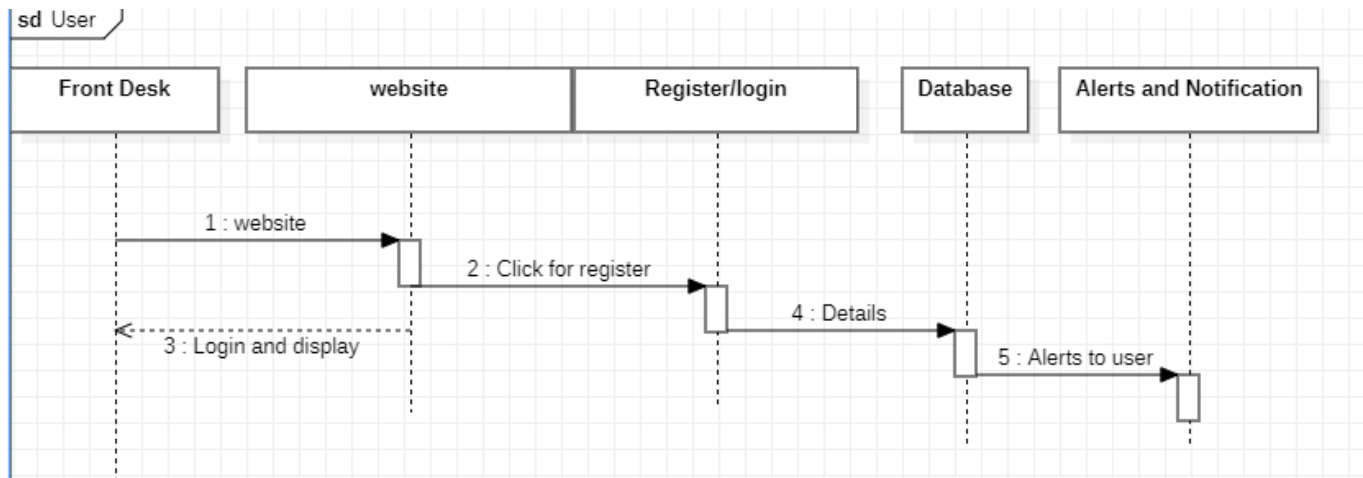 sd User
Front Desk
website
Register/login
Database
Alerts and Notification
1 : website
2 : Click for register
4 : Details
3 : Login and display
5 : Alerts to user